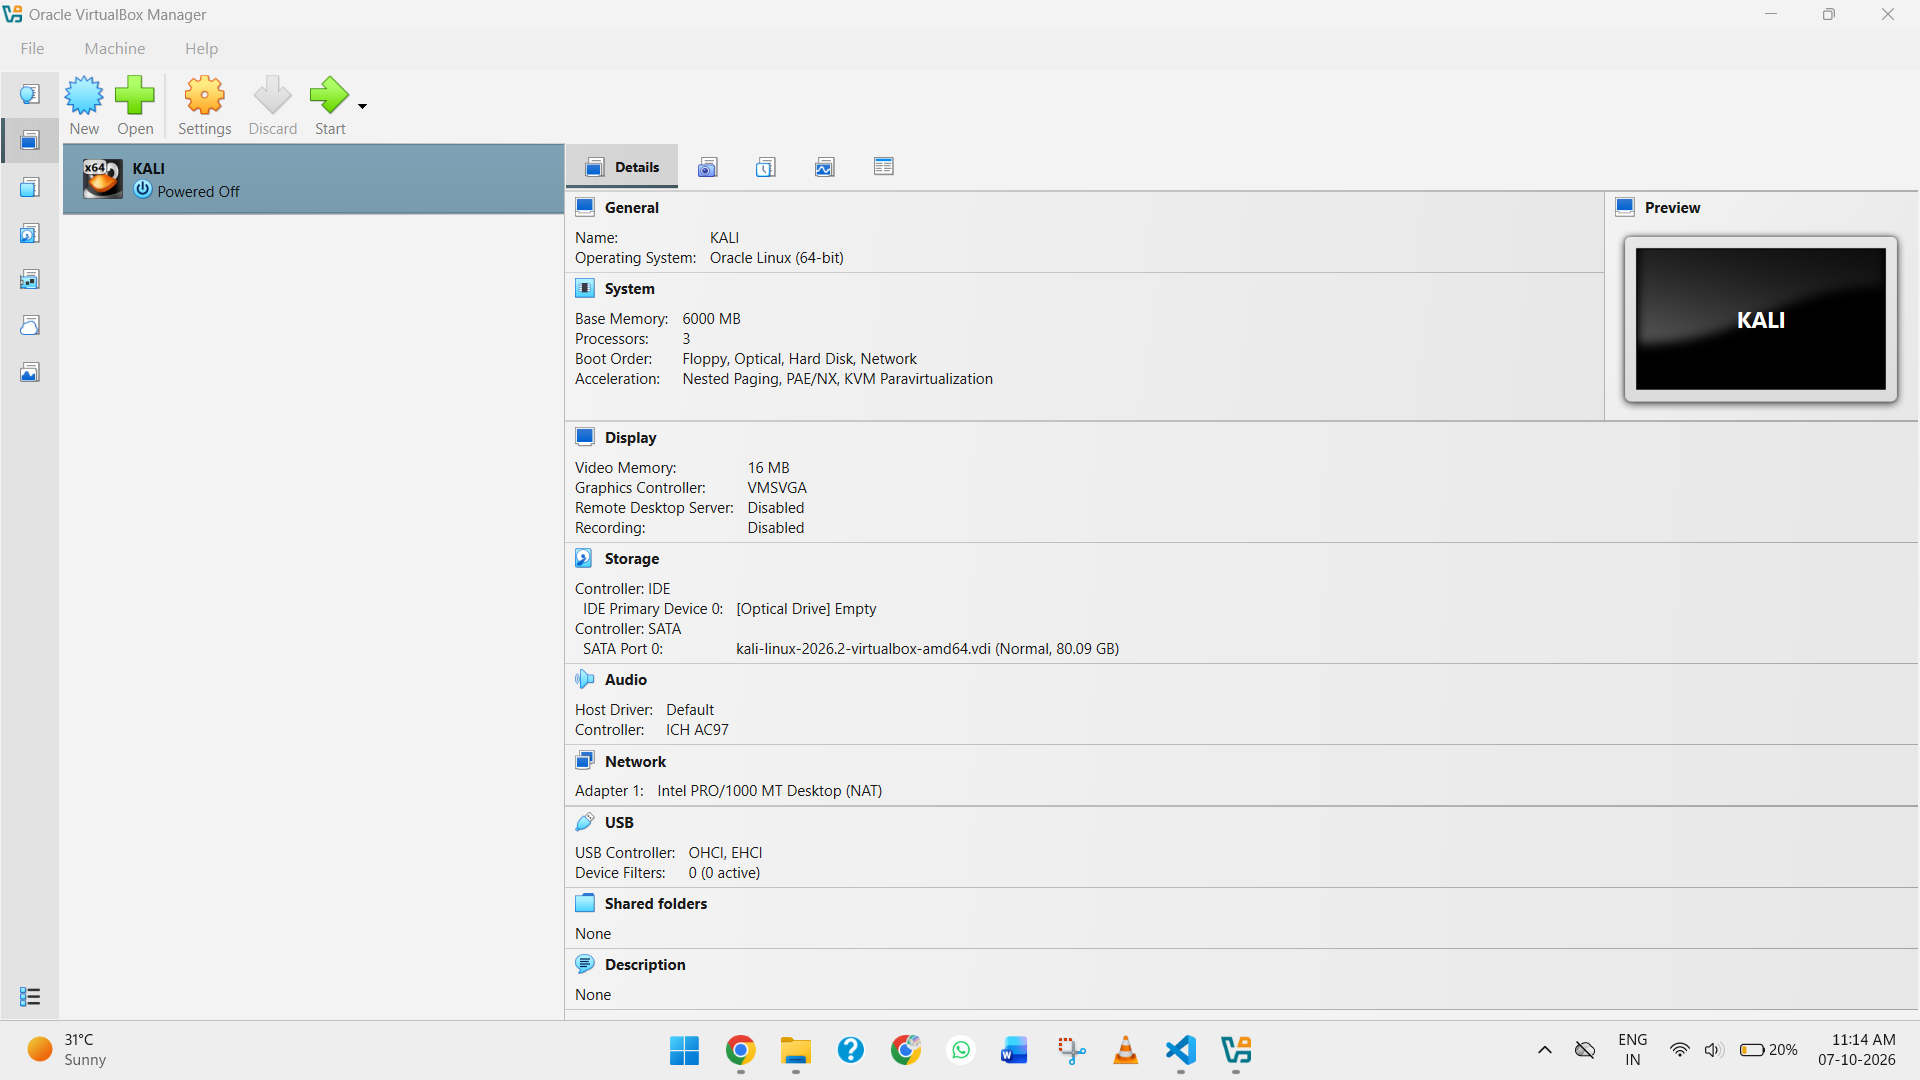 Oracle VirtualBox Manager
File Machine Help
New Open Settings Discard Start
x64 KALI
Powered Off
Details
General
Name: KALI
Operating System: Oracle Linux (64-bit)
System
Base Memory: 6000 MB
Processors: 3
Boot Order: Floppy, Optical, Hard Disk, Network
Acceleration: Nested Paging, PAE/NX, KVM Paravirtualization
Preview
KALI
Display
Video Memory: 16 MB
Graphics Controller: VMSVGA
Remote Desktop Server: Disabled
Recording: Disabled
Storage
Controller: IDE
IDE Primary Device 0: [Optical Drive] Empty
Controller: SATA
SATA Port 0: kali-linux-2026.2-virtualbox-amd64.vdi (Normal, 80.09 GB)
Audio
Host Driver: Default
Controller: ICH AC97
Network
Adapter 1: Intel PRO/1000 MT Desktop (NAT)
USB
USB Controller: OHCI, EHCI
Device Filters: 0 (0 active)
Shared folders
None
Description
None
31°C
Sunny
ENG
IN
20%
11:14 AM
07-10-2026